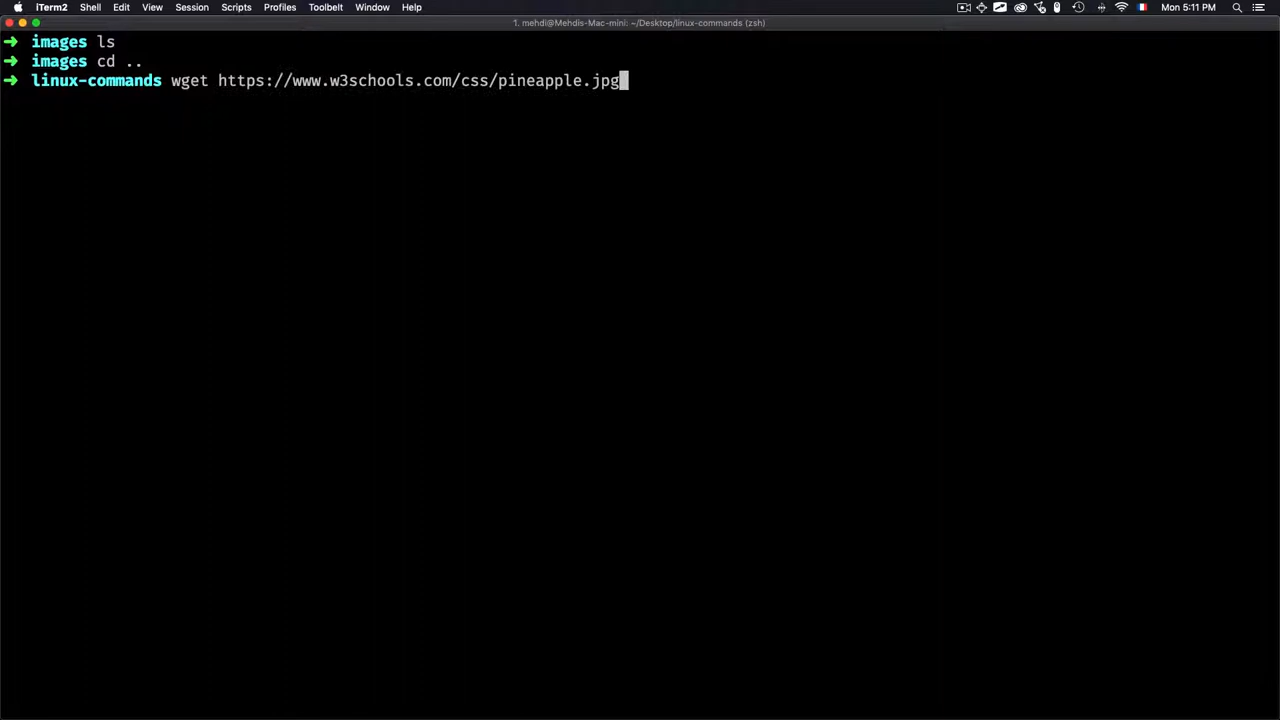 iTerm2 Shell Edit View Session Scripts Profiles Toolbelt Window Help Mon 5:11 PM
1. mehdi@Mehdis-Mac-mini: ~/Desktop/linux-commands (zsh)
➜ images ls
➜ images cd ..
➜ linux-commands wget https://www.w3schools.com/css/pineapple.jpg